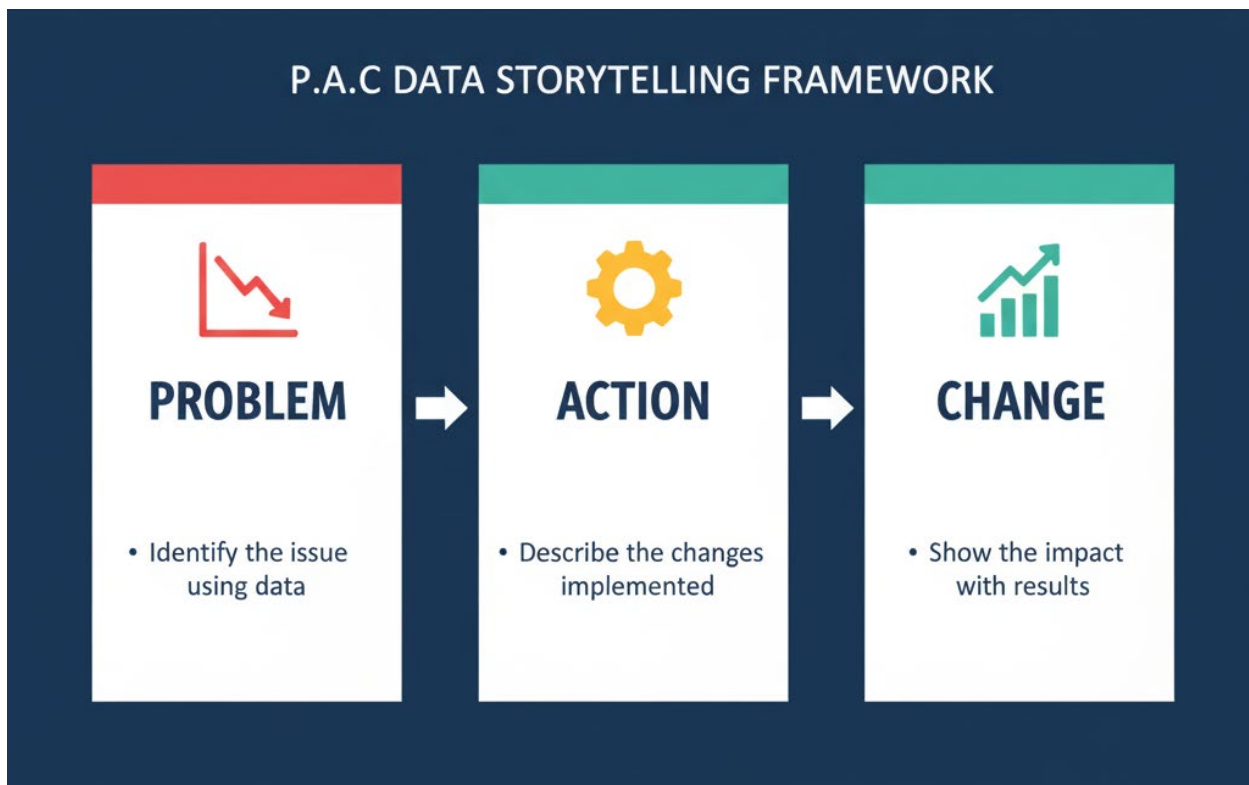 P.A.C DATA STORYTELLING FRAMEWORK
PROBLEM
• Identify the issue
using data
ACTION
• Describe the changes
implemented
CHANGE
• Show the impact
with results